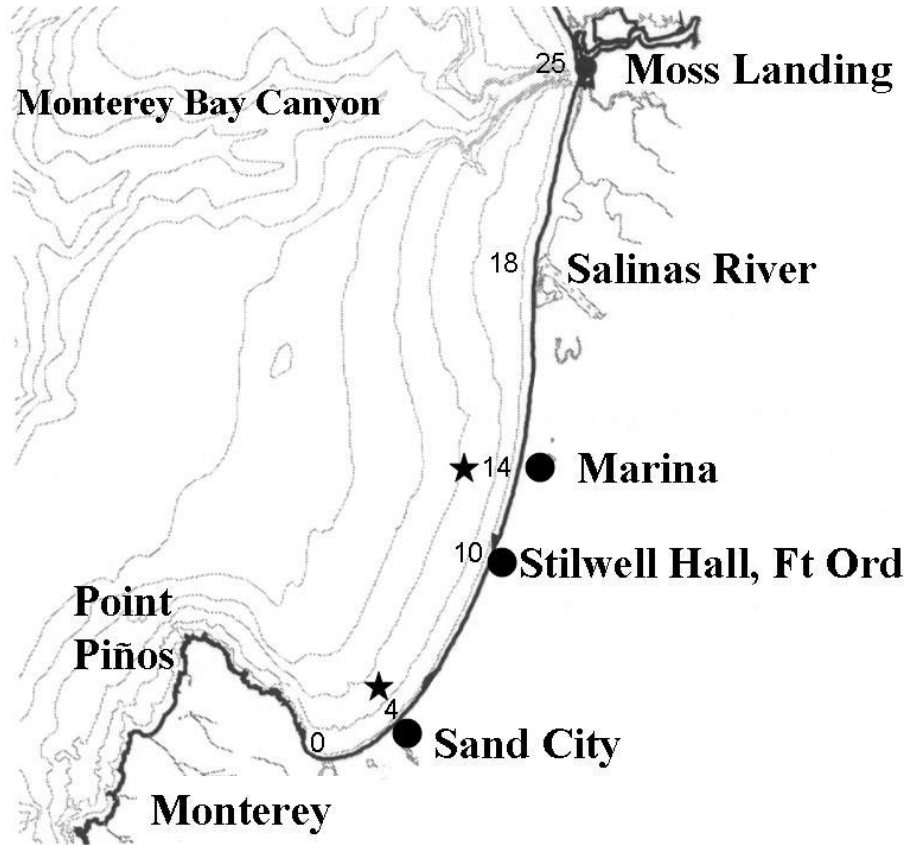 25
Moss Landing
Monterey Bay Canyon
18
Salinas River
14
Marina
10
Stilwell Hall, Ft Ord
Point
Piños
4
0
Sand City
Monterey